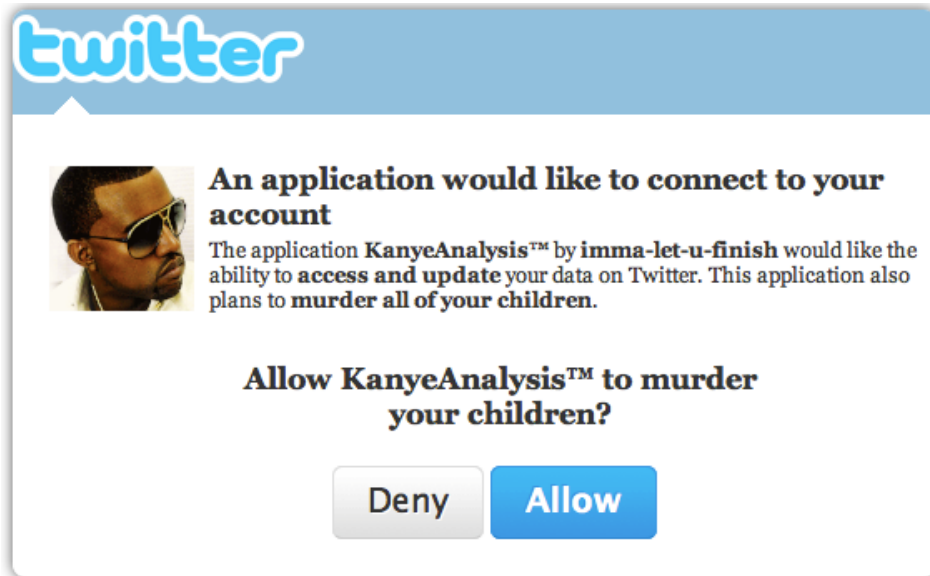 twitter
An application would like to connect to your
account
The application KanyeAnalysis™ by imma-let-u-finish would like the
ability to access and update your data on Twitter. This application also
plans to murder all of your children.
Allow KanyeAnalysis™ to murder
your children?
Deny Allow